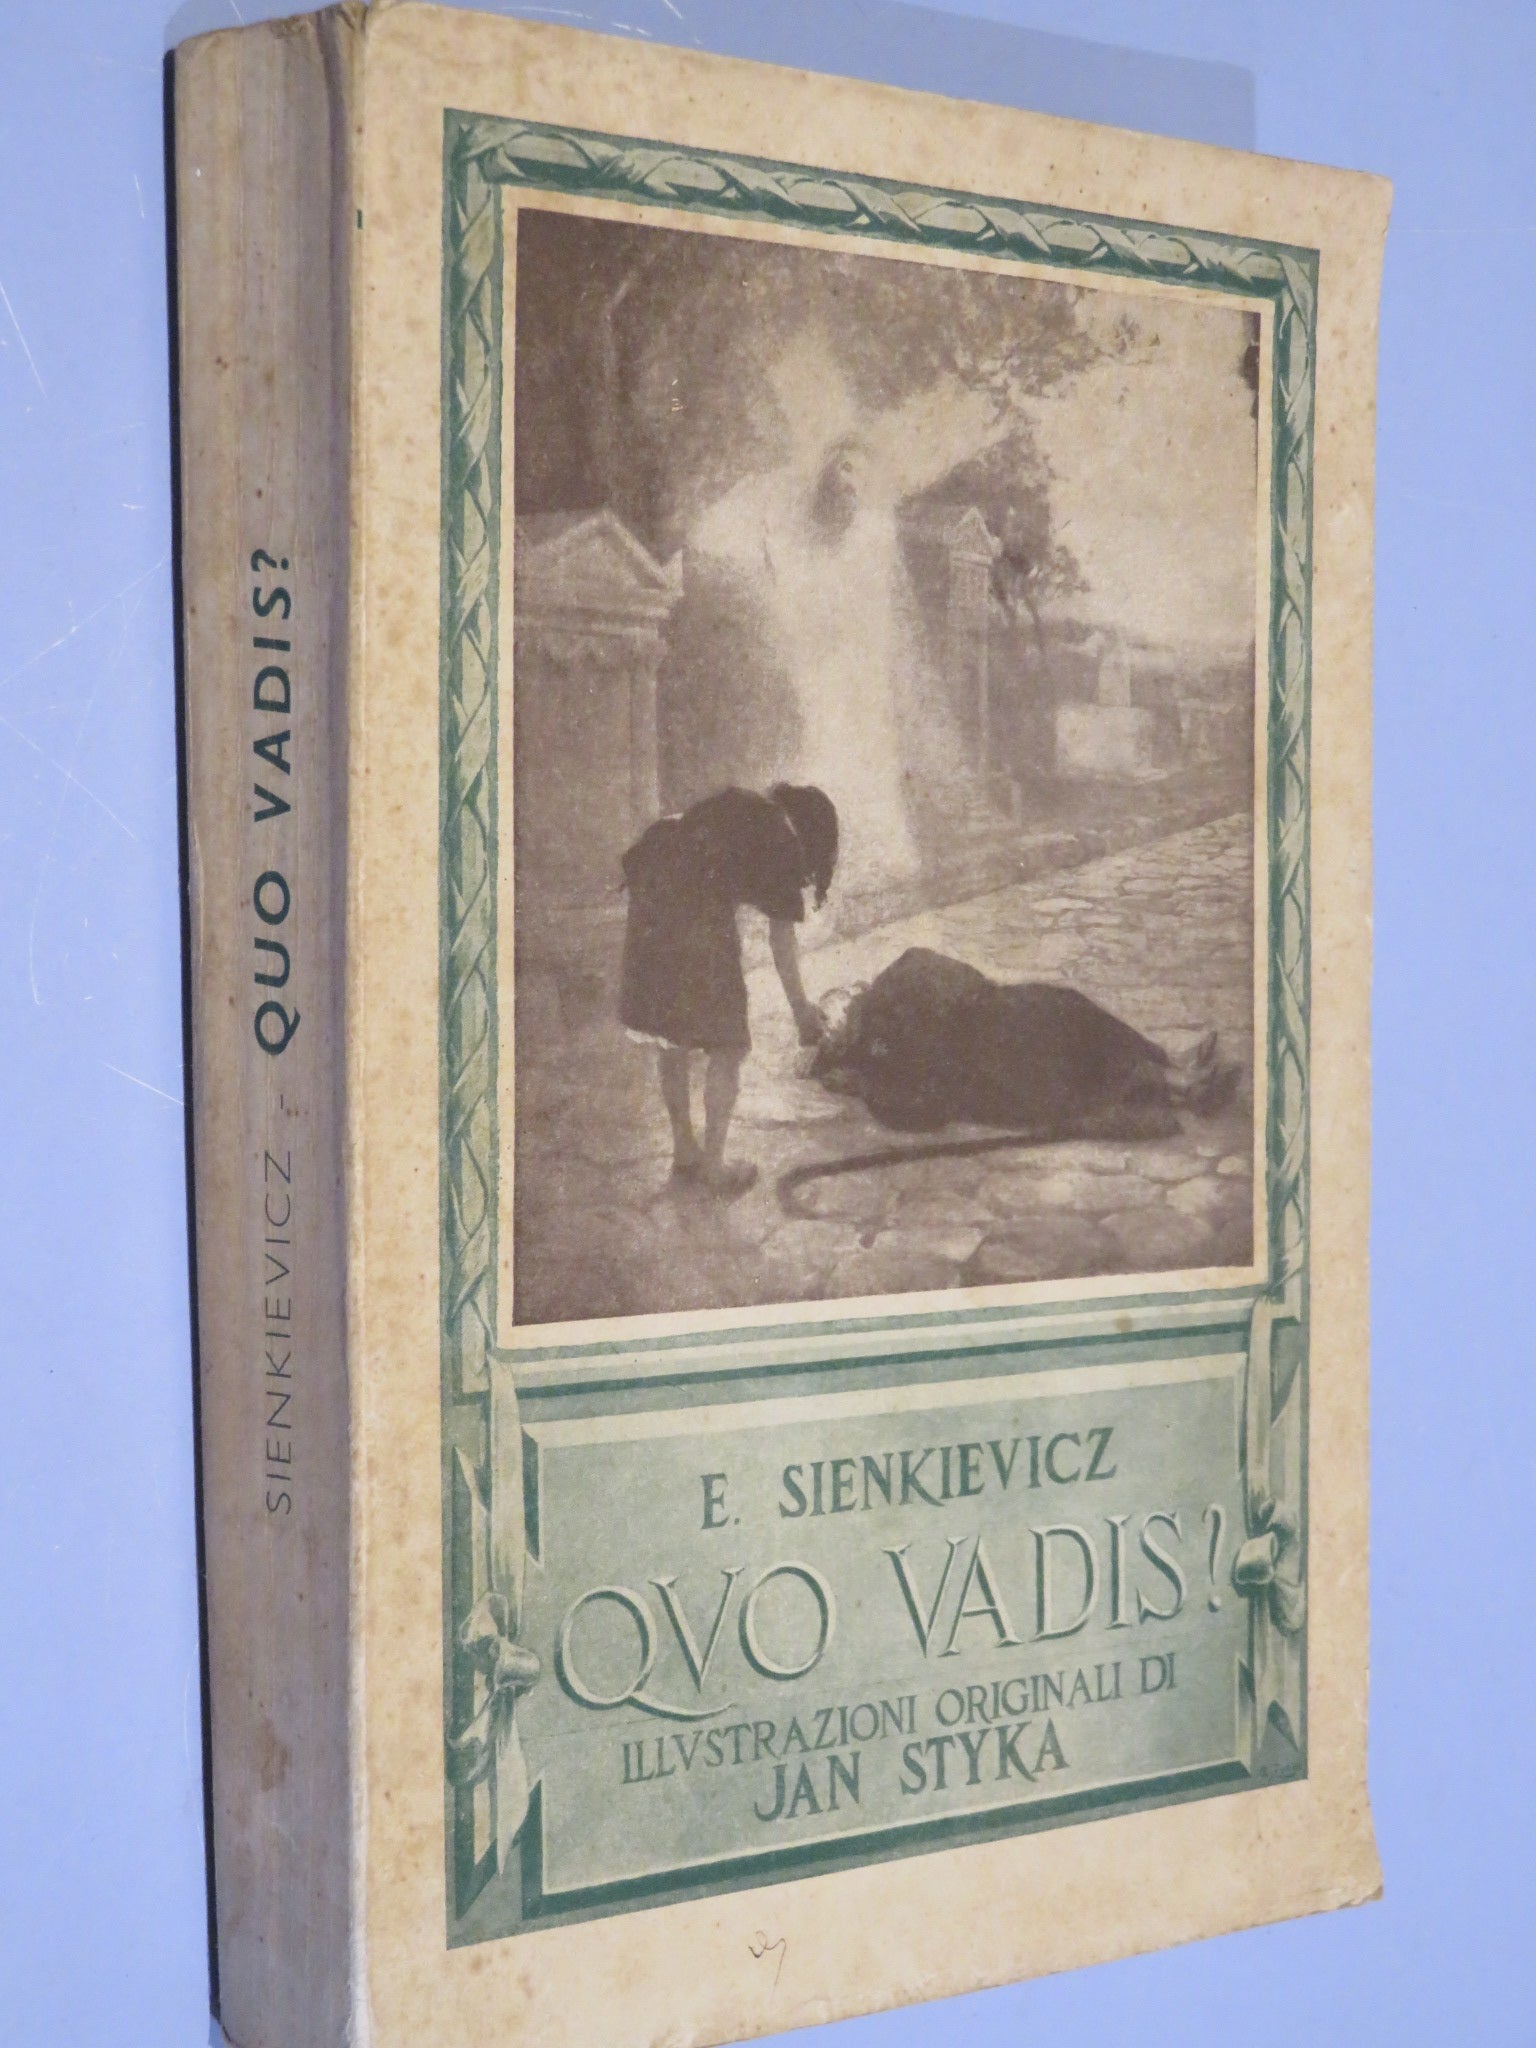 SIENKIEVICZ - QUO VADIS?
E. SIENKIEVICZ
QVO VADIS?
ILLVSTRAZIONI ORIGINALI DI
JAN STYKA